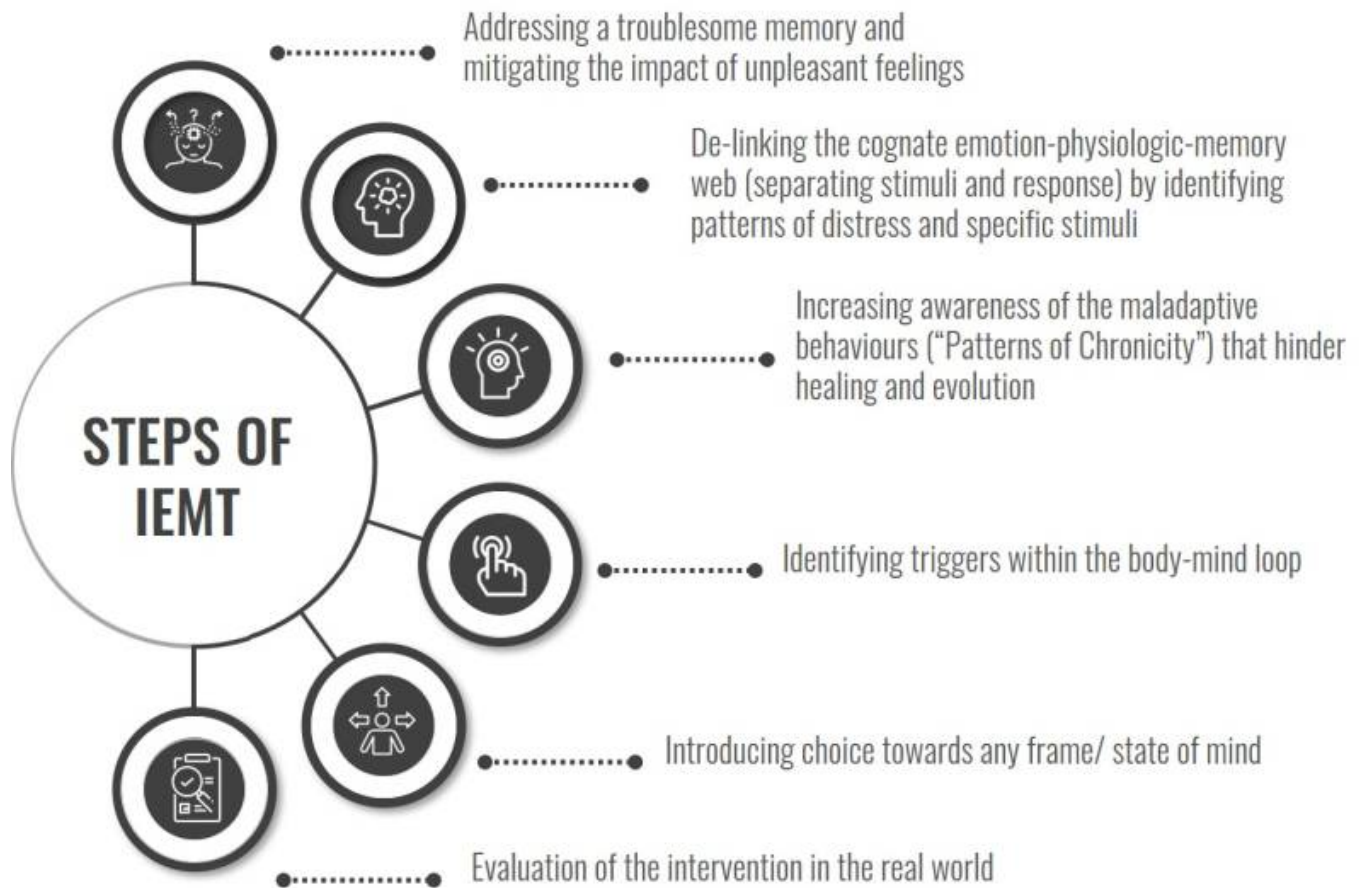 Addressing a troublesome memory and
mitigating the impact of unpleasant feelings
De-linking the cognate emotion-physiologic-memory
web (separating stimuli and response) by identifying
patterns of distress and specific stimuli
Increasing awareness of the maladaptive
behaviours (“Patterns of Chronicity”) that hinder
healing and evolution
STEPS OF
IEMT
Identifying triggers within the body-mind loop
Introducing choice towards any frame/ state of mind
Evaluation of the intervention in the real world